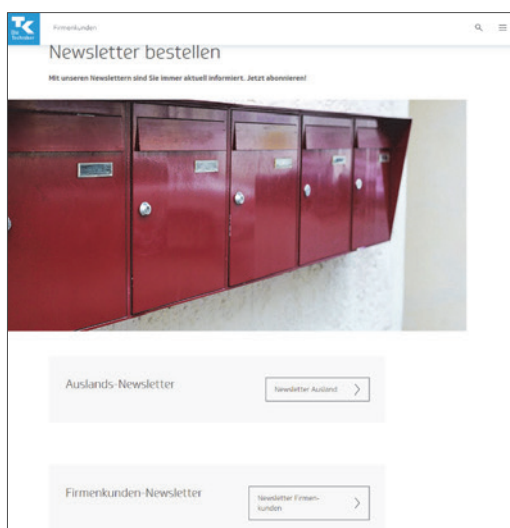 TK
Die
Techniker
Firmenkunden
Newsletter bestellen
Mit unseren Newslettern sind Sie immer aktuell informiert. Jetzt abonnieren!
Auslands-Newsletter
Newsletter Ausland
Firmenkunden-Newsletter
Newsletter Firmen-
kunden